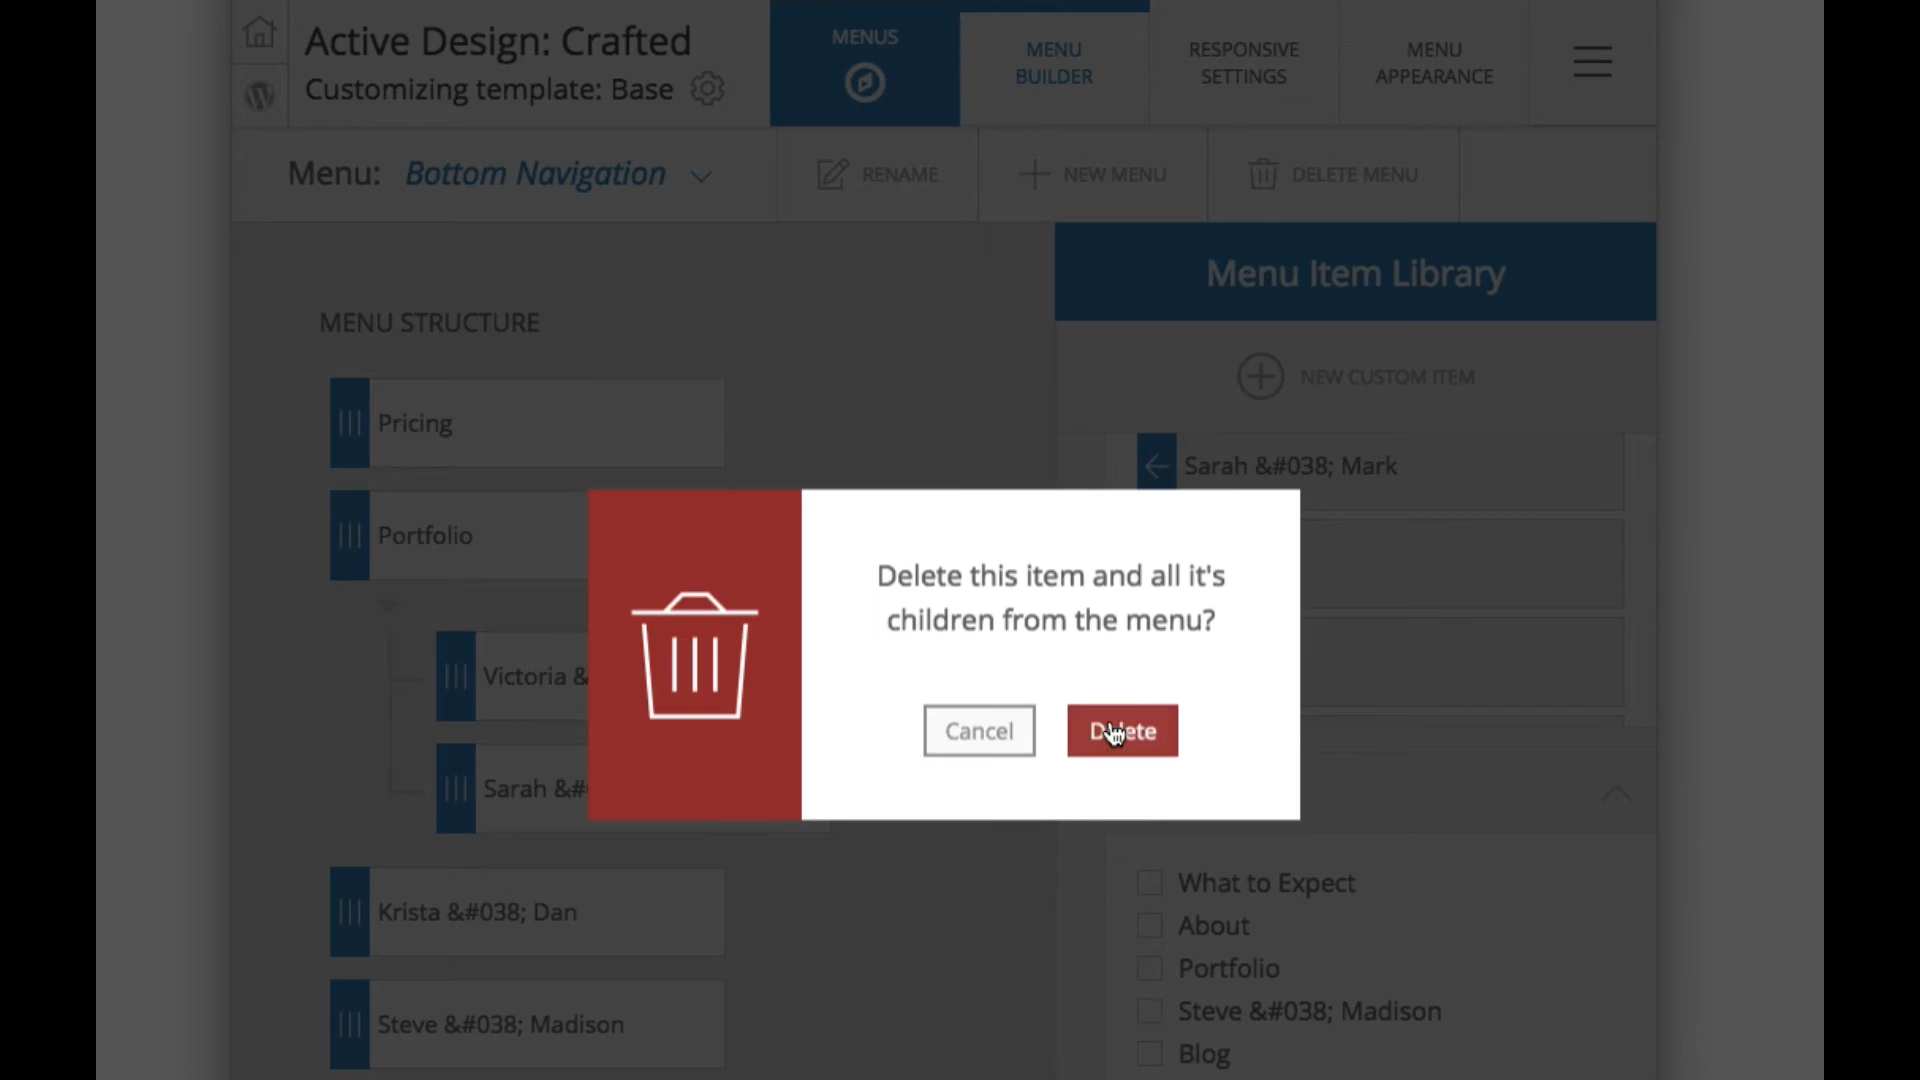 Active Design: Crafted
Customizing template: Base
MENUS
MENU
BUILDER
RESPONSIVE
SETTINGS
MENU
APPEARANCE
Menu: Bottom Navigation
RENAME
NEW MENU
DELETE MENU
Menu Item Library
MENU STRUCTURE
NEW CUSTOM ITEM
Pricing
Sarah &#038; Mark
Portfolio
Delete this item and all it's
children from the menu?
Victoria &
Cancel
Delete
Sarah &#
Krista &#038; Dan
Steve &#038; Madison
What to Expect
About
Portfolio
Steve &#038; Madison
Blog